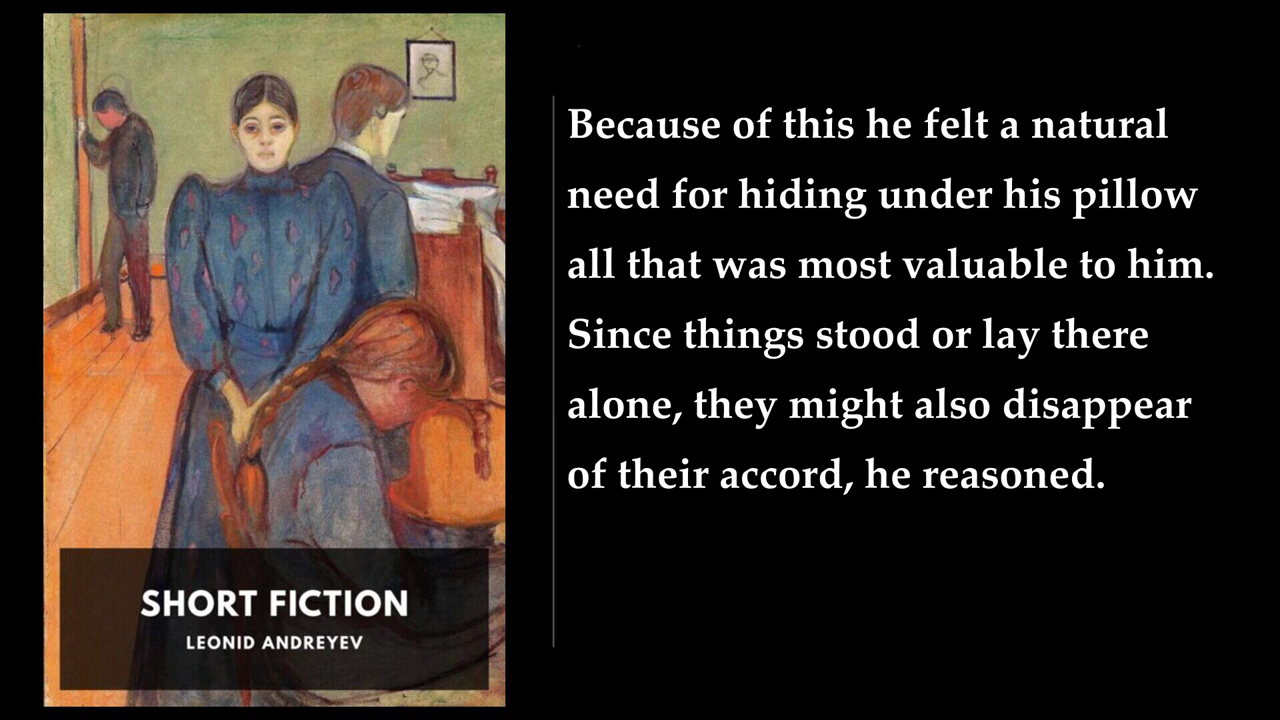 SHORT FICTION
LEONID ANDREYEV
Because of this he felt a natural
need for hiding under his pillow
all that was most valuable to him.
Since things stood or lay there
alone, they might also disappear
of their accord, he reasoned.